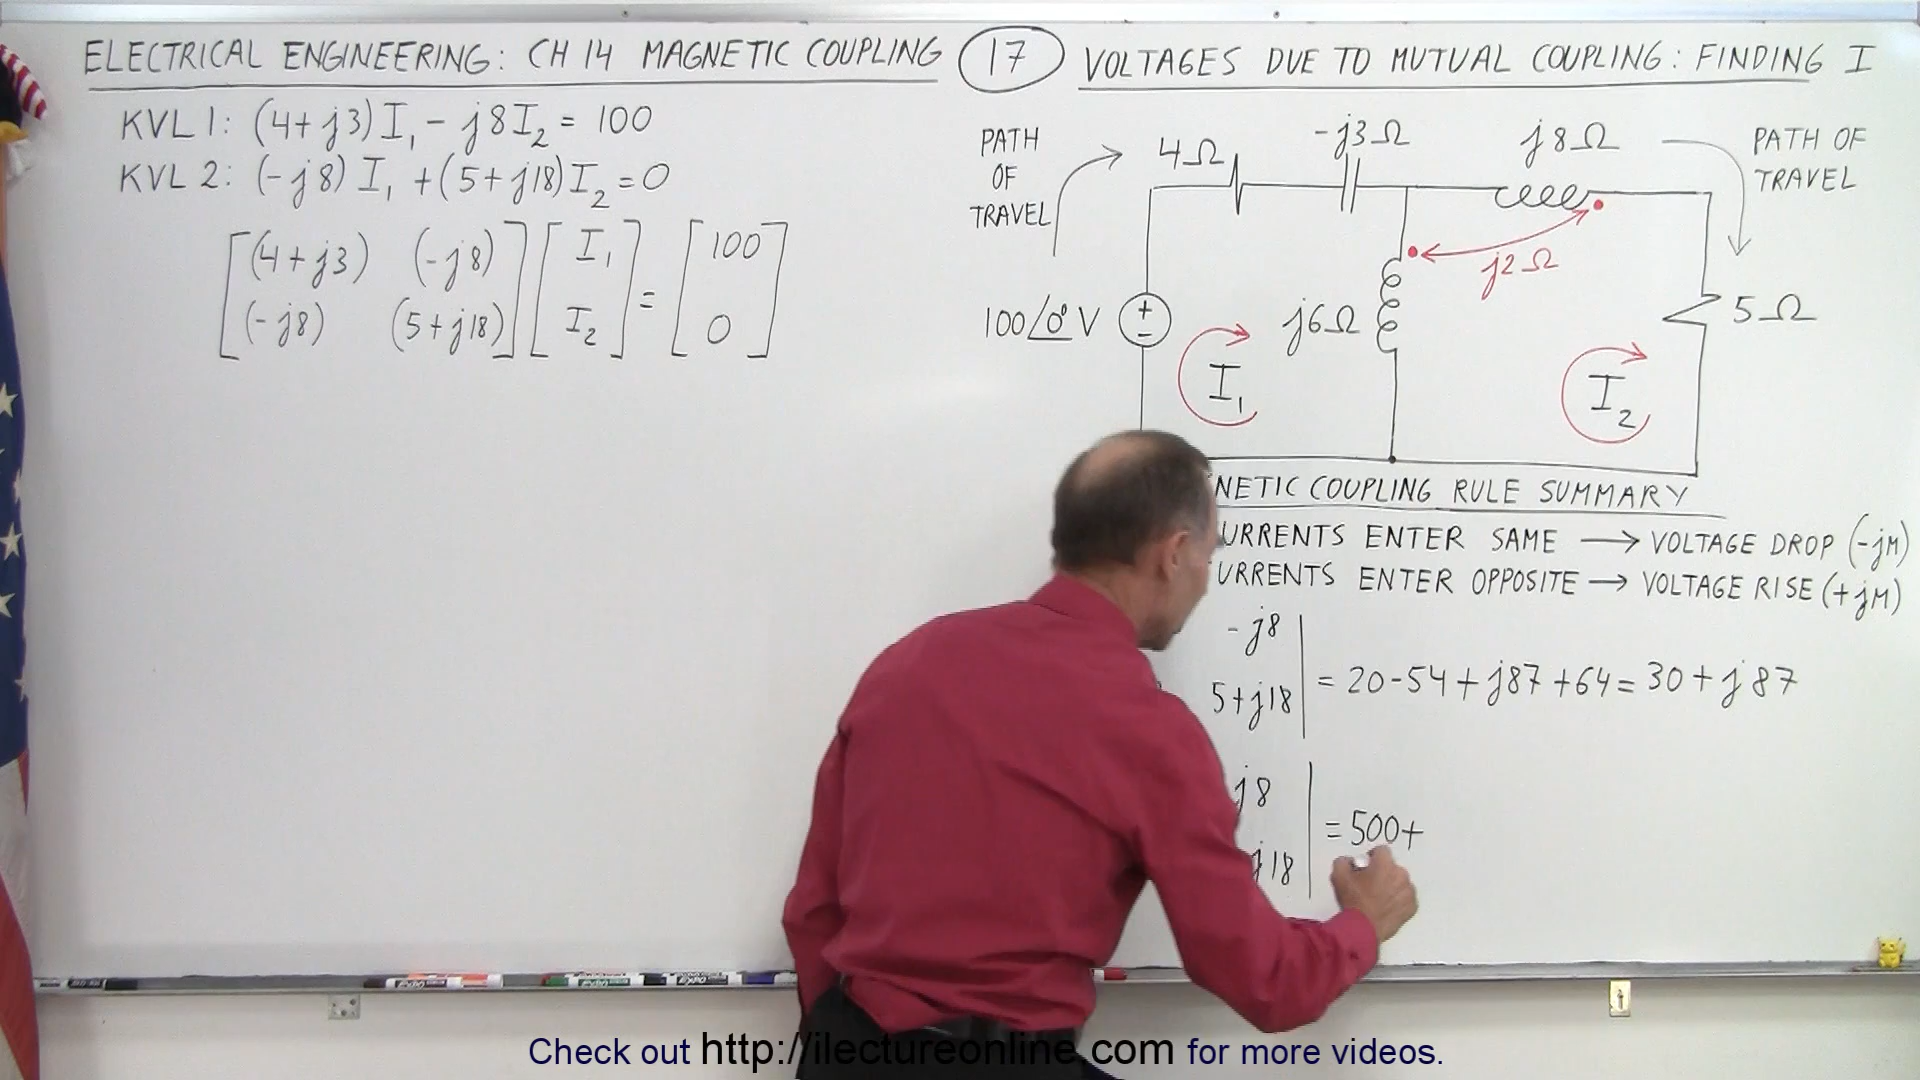 ELECTRICAL ENGINEERING: CH 14 MAGNETIC COUPLING 17 VOLTAGES DUE TO MUTUAL COUPLING: FINDING I
KVL 1: (4+j3)I₁ - j8I₂ = 100
KVL 2: (-j8)I₁ + (5+j18)I₂ = 0
[(4+j3) (-j8)] [I₁] = [100]
[(-j8) (5+j18)] [I₂] [0]
PATH
OF
TRAVEL
4Ω
-j3Ω
j8Ω
PATH OF
TRAVEL
j2Ω
100/0° V
+
-
j6Ω
5Ω
I₁
I₂
NETIC COUPLING RULE SUMMARY
URRENTS ENTER SAME → VOLTAGE DROP (-jM)
URRENTS ENTER OPPOSITE → VOLTAGE RISE (+jM)
-j8
5+j18 = 20-54+j87+64 = 30+j87
j8
j18 = 500+
Check out http://ilectureonline.com for more videos.